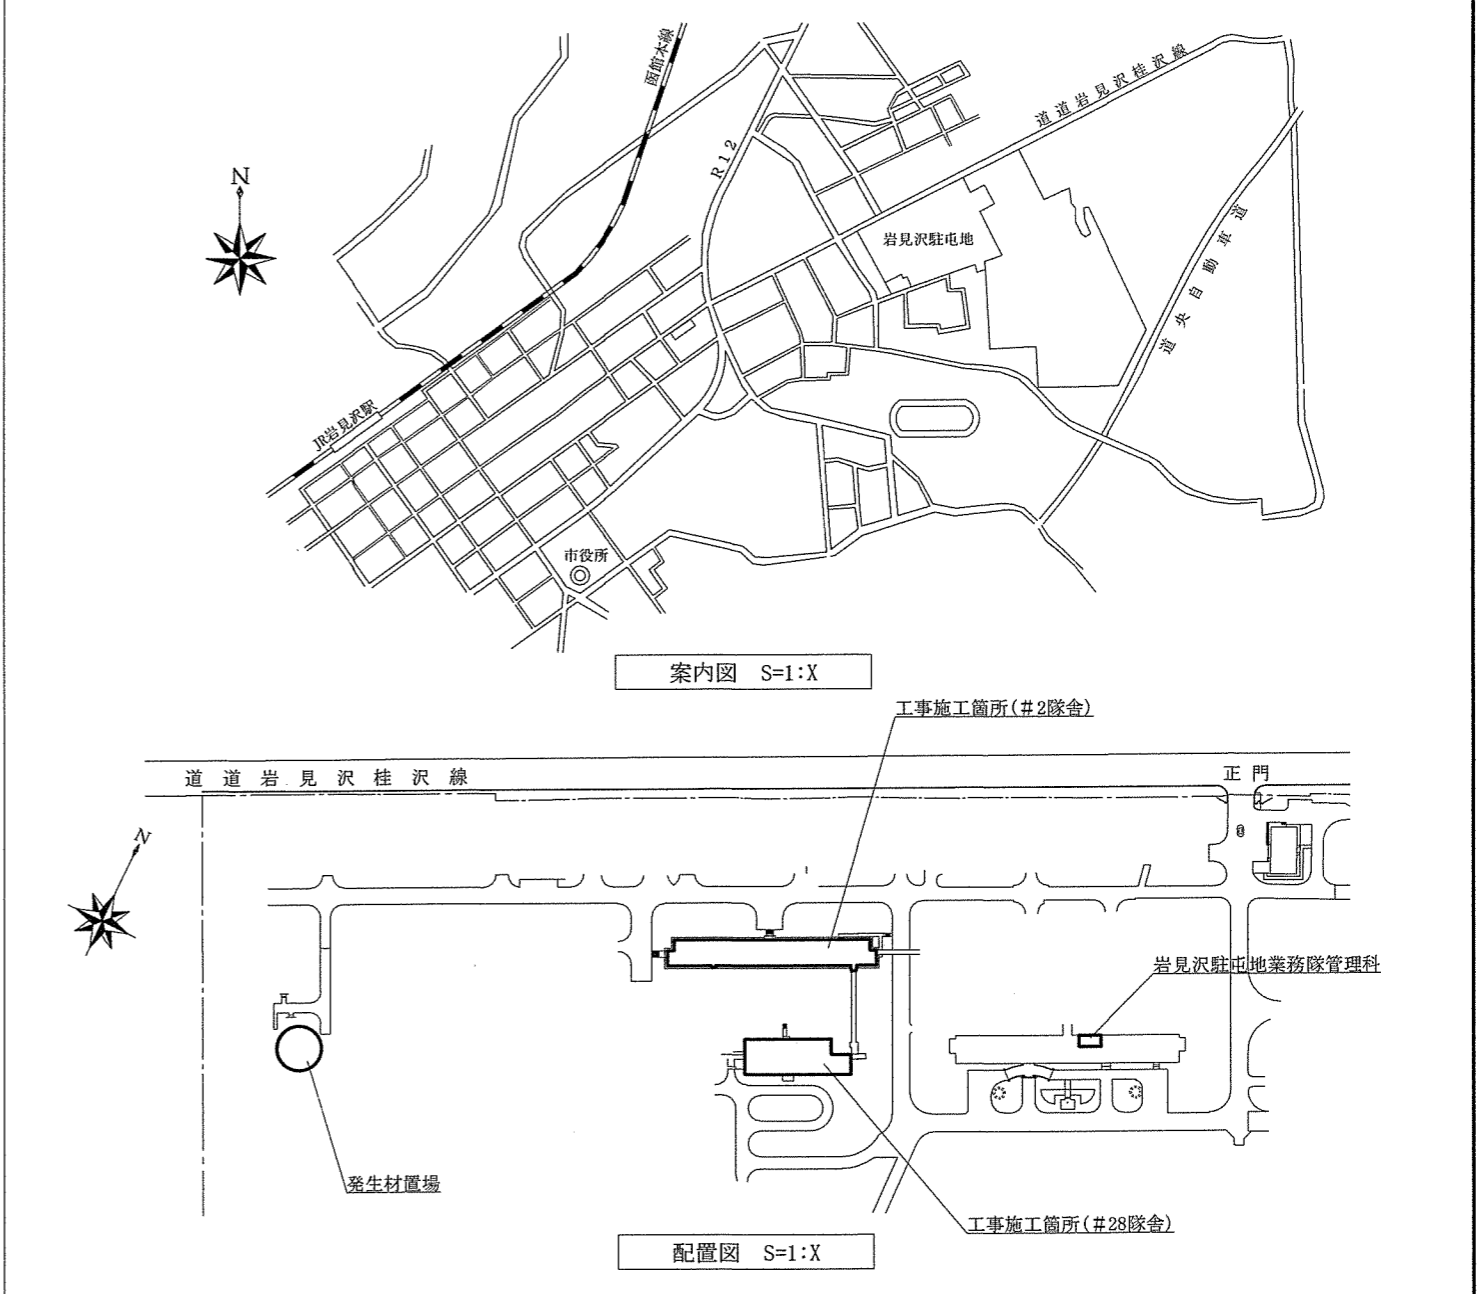 函館本線
道道岩見沢桂沢線
R12
N
岩見沢駐屯地
道央自動車道
JR岩見沢駅
市役所
案内図 S=1:X
工事施工箇所(#2隊舎)
道道岩見沢桂沢線
正門
N
岩見沢駐屯地業務隊管理科
発生材置場
工事施工箇所(#28隊舎)
配置図 S=1:X